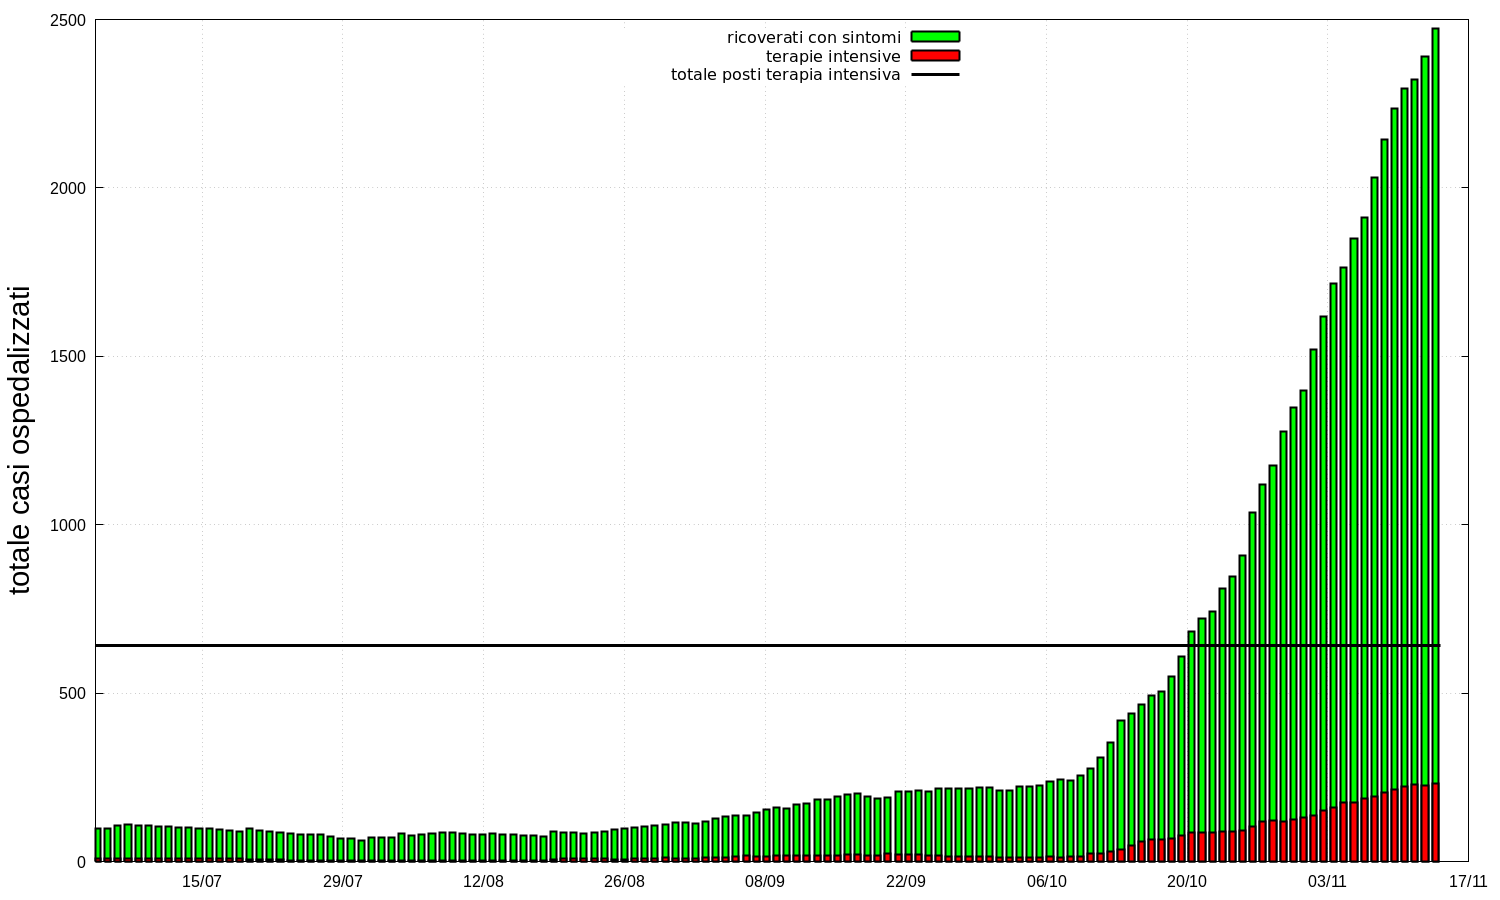 ricoverati con sintomi
terapie intensive
totale posti terapia intensiva
totale casi ospedalizzati
2500
2000
1500
1000
500
0
15/07 29/07 12/08 26/08 08/09 22/09 06/10 20/10 03/11 17/11